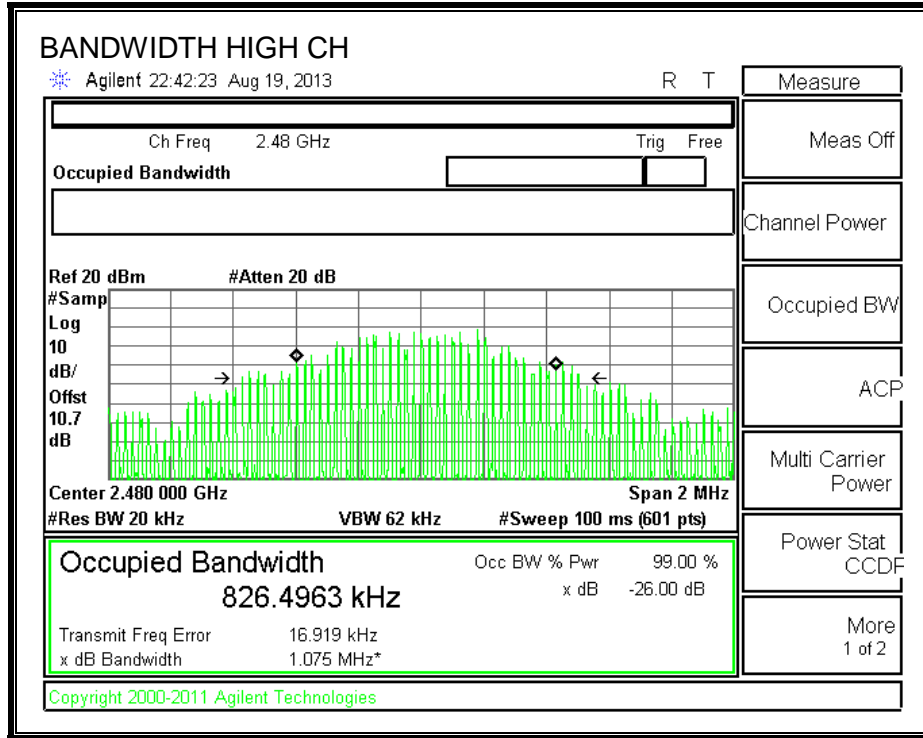 BANDWIDTH HIGH CH
Agilent 22:42:23 Aug 19, 2013 R T
Ch Freq 2.48 GHz Trig Free
Occupied Bandwidth
Ref 20 dBm #Atten 20 dB
#Samp
Log
10
dB/
Offst
10.7
dB
Center 2.480 000 GHz Span 2 MHz
#Res BW 20 kHz VBW 62 kHz #Sweep 100 ms (601 pts)
Occupied Bandwidth Occ BW % Pwr 99.00 %
826.4963 kHz x dB -26.00 dB
Transmit Freq Error 16.919 kHz
x dB Bandwidth 1.075 MHz*
Copyright 2000-2011 Agilent Technologies
Measure
Meas Off
Channel Power
Occupied BW
ACP
Multi Carrier
Power
Power Stat
CCDF
More
1 of 2